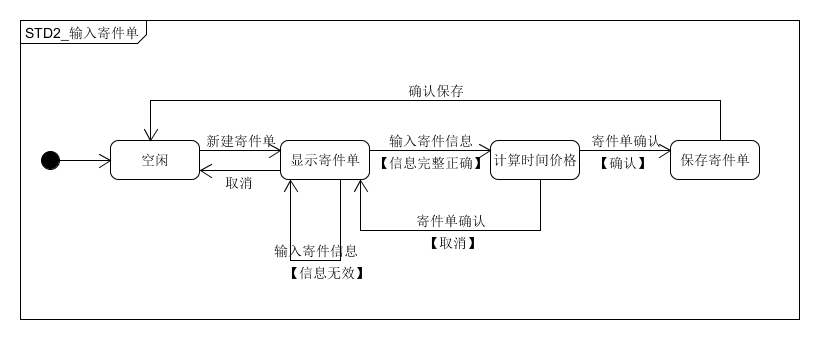 STD2_输入寄件单
确认保存
新建寄件单
输入寄件信息
寄件单确认
空闲
显示寄件单
【信息完整正确】
计算时间价格
【确认】
保存寄件单
取消
寄件单确认
【取消】
输入寄件信息
【信息无效】